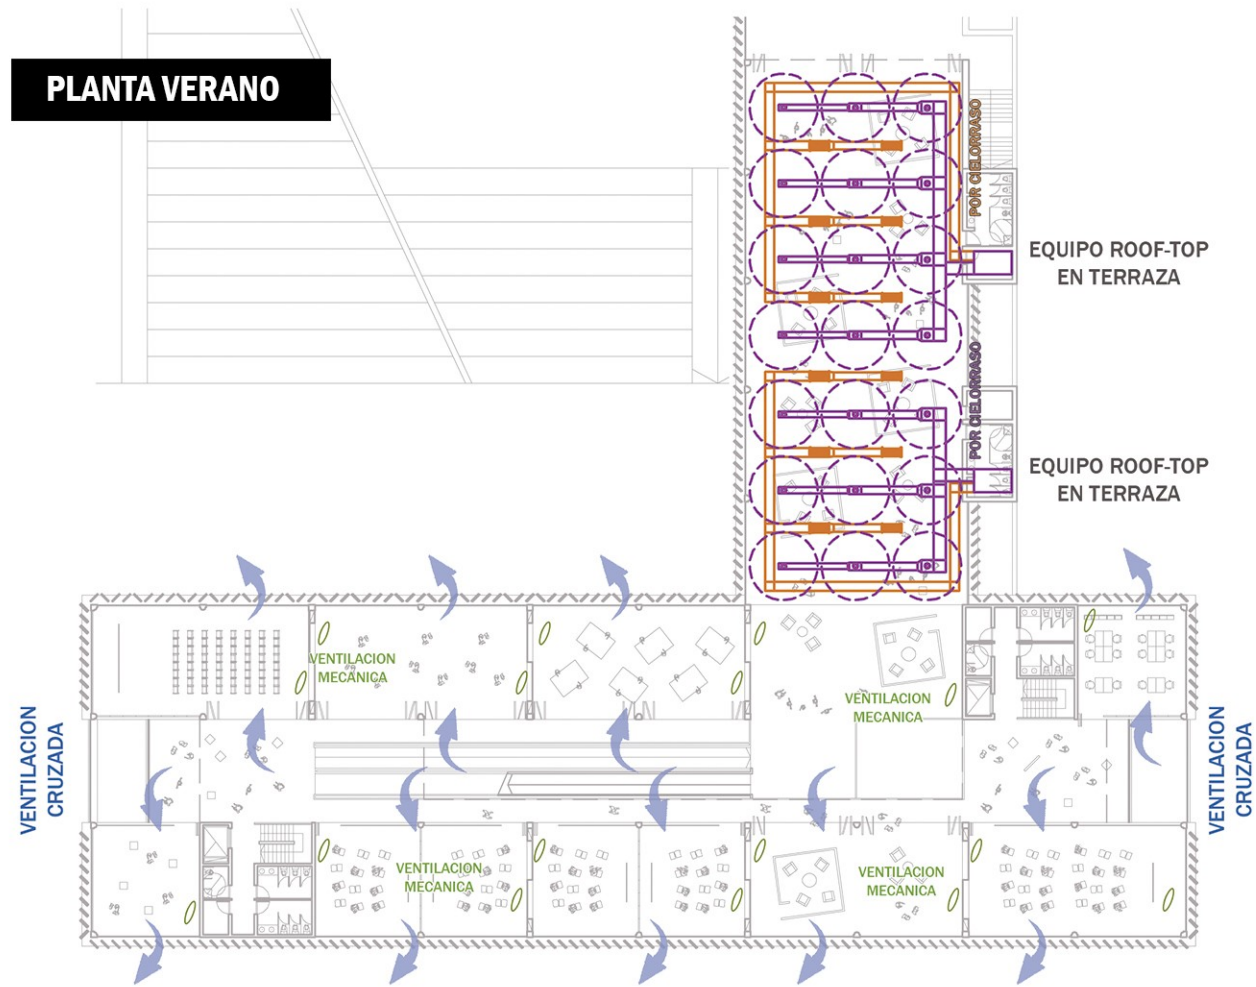 PLANTA VERANO
POR CIELORRASO
EQUIPO ROOF-TOP
EN TERRAZA
POR CIELORRASO
EQUIPO ROOF-TOP
EN TERRAZA
VENTILACION
MECANICA
VENTILACION
MECANICA
VENTILACION
CRUZADA
VENTILACION
CRUZADA
VENTILACION
MECANICA
VENTILACION
MECANICA